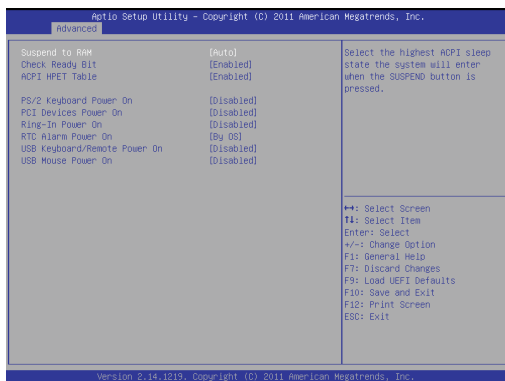 Aptio Setup Utility – Copyright (C) 2011 American Megatrends, Inc.
Advanced
Suspend to RAM [Auto]
Check Ready Bit [Enabled]
ACPI HPET Table [Enabled]
PS/2 Keyboard Power On [Disabled]
PCI Devices Power On [Disabled]
Ring-In Power On [Disabled]
RTC Alarm Power On [By OS]
USB Keyboard/Remote Power On [Disabled]
USB Mouse Power On [Disabled]
Select the highest ACPI sleep
state the system will enter
when the SUSPEND button is
pressed.
↔: Select Screen
↑↓: Select Item
Enter: Select
+/-: Change Option
F1: General Help
F7: Discard Changes
F9: Load UEFI Defaults
F10: Save and Exit
F12: Print Screen
ESC: Exit
Version 2.14.1219. Copyright (C) 2011 American Megatrends, Inc.